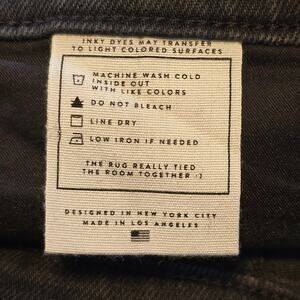 INKY DYES MAY TRANSFER
TO LIGHT COLORED SURFACES
MACHINE WASH COLD
INSIDE OUT
WITH LIKE COLORS
DO NOT BLEACH
LINE DRY
LOW IRON IF NEEDED
THE RUG REALLY TIED
THE ROOM TOGETHER :)
DESIGNED IN NEW YORK CITY
MADE IN LOS ANGELES